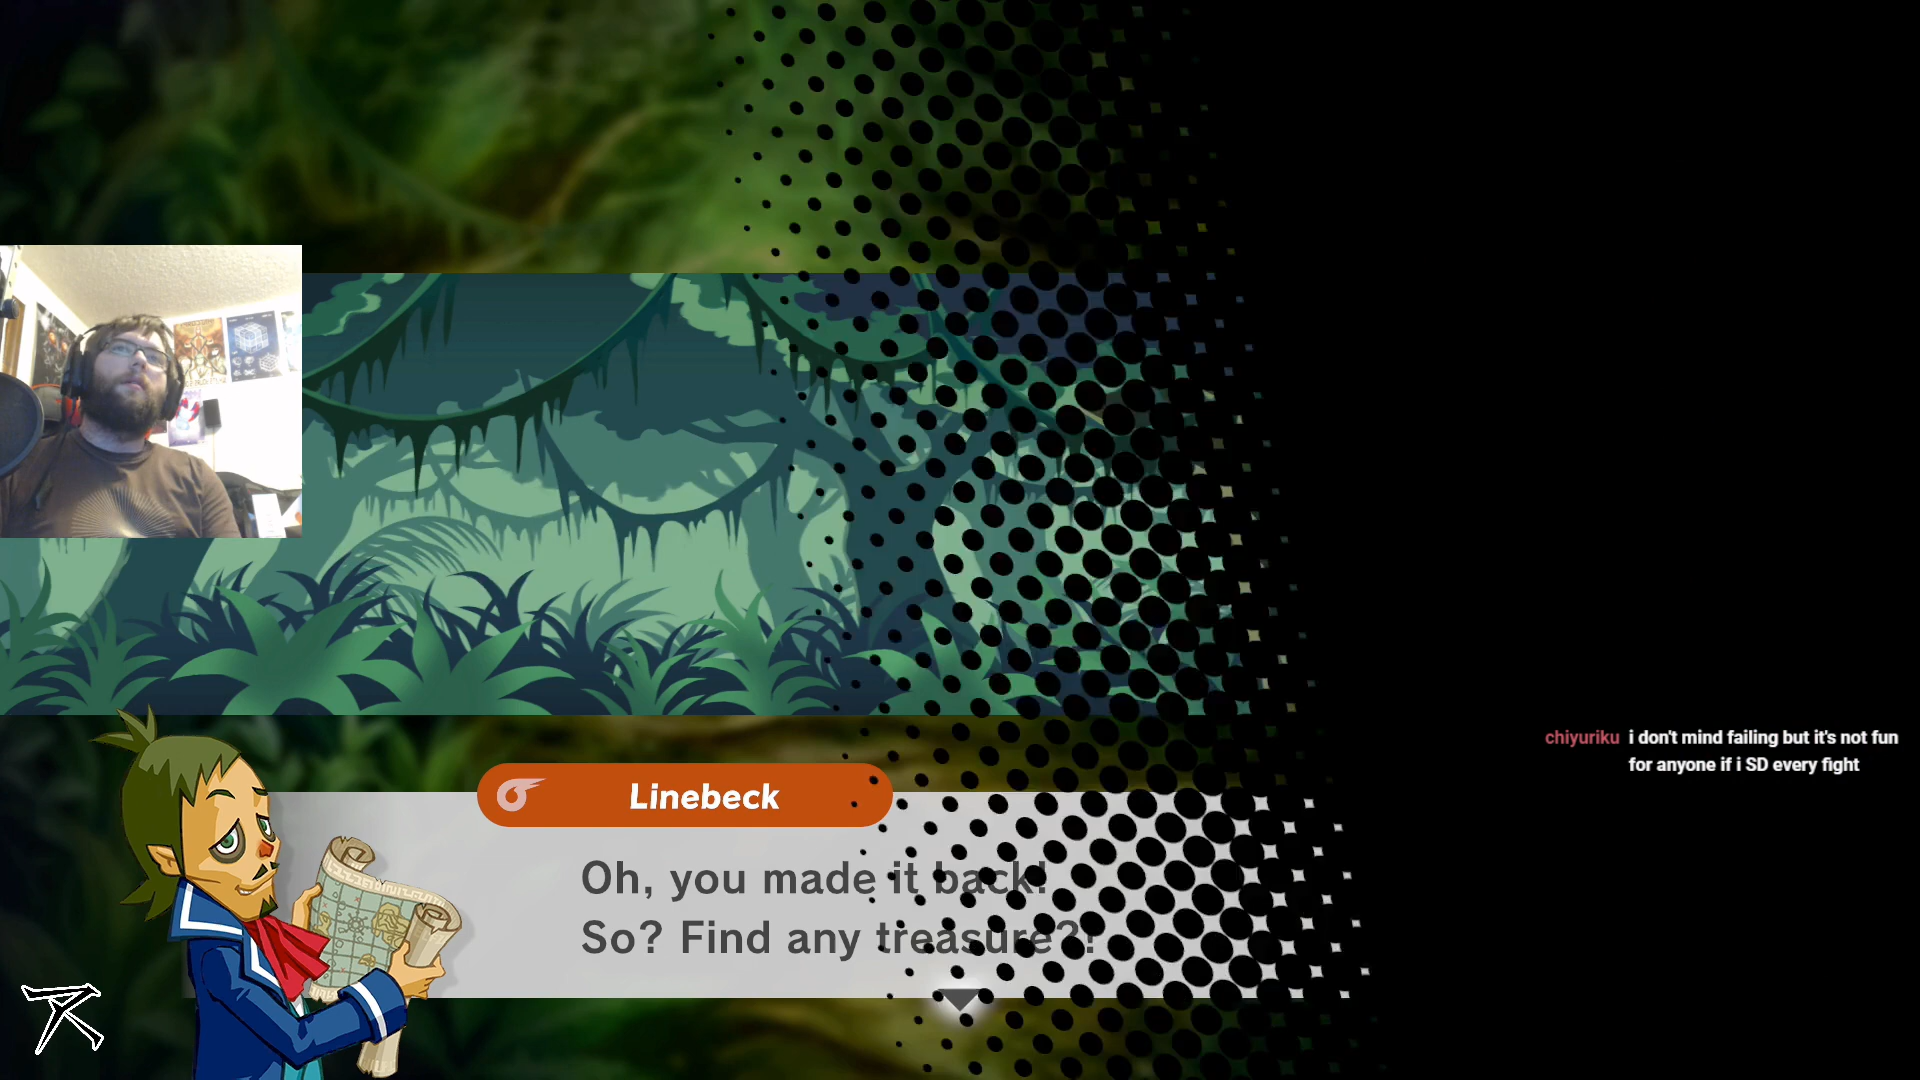 chiyuriku i don't mind failing but it's not fun
for anyone if i SD every fight
Linebeck
Oh, you made it back!
So? Find any treasure?!